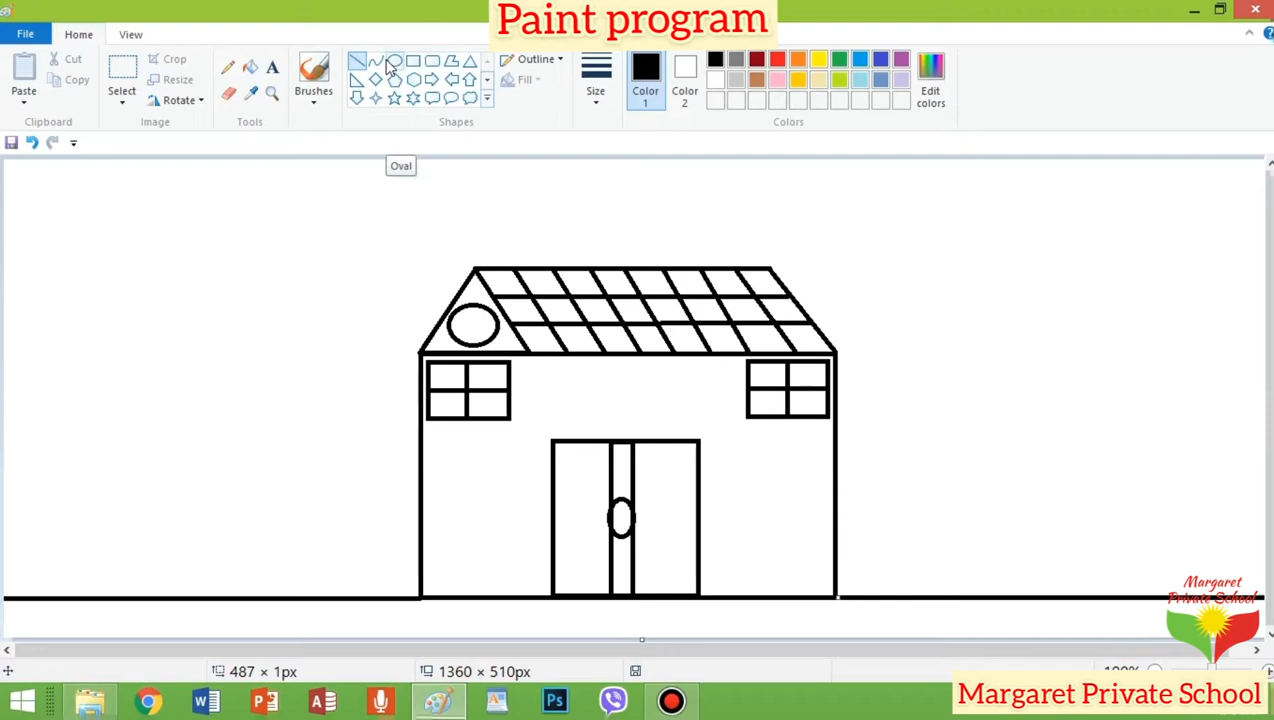 Paint program
File
Home
View
Paste
Cut
Copy
Clipboard
Select
Crop
Resize
Rotate
Image
A
Tools
Brushes
Outline
Fill
Shapes
Size
Color 1
Color 2
Edit colors
Colors
Oval
Margaret
Private School
487 × 1px
1360 × 510px
Margaret Private School